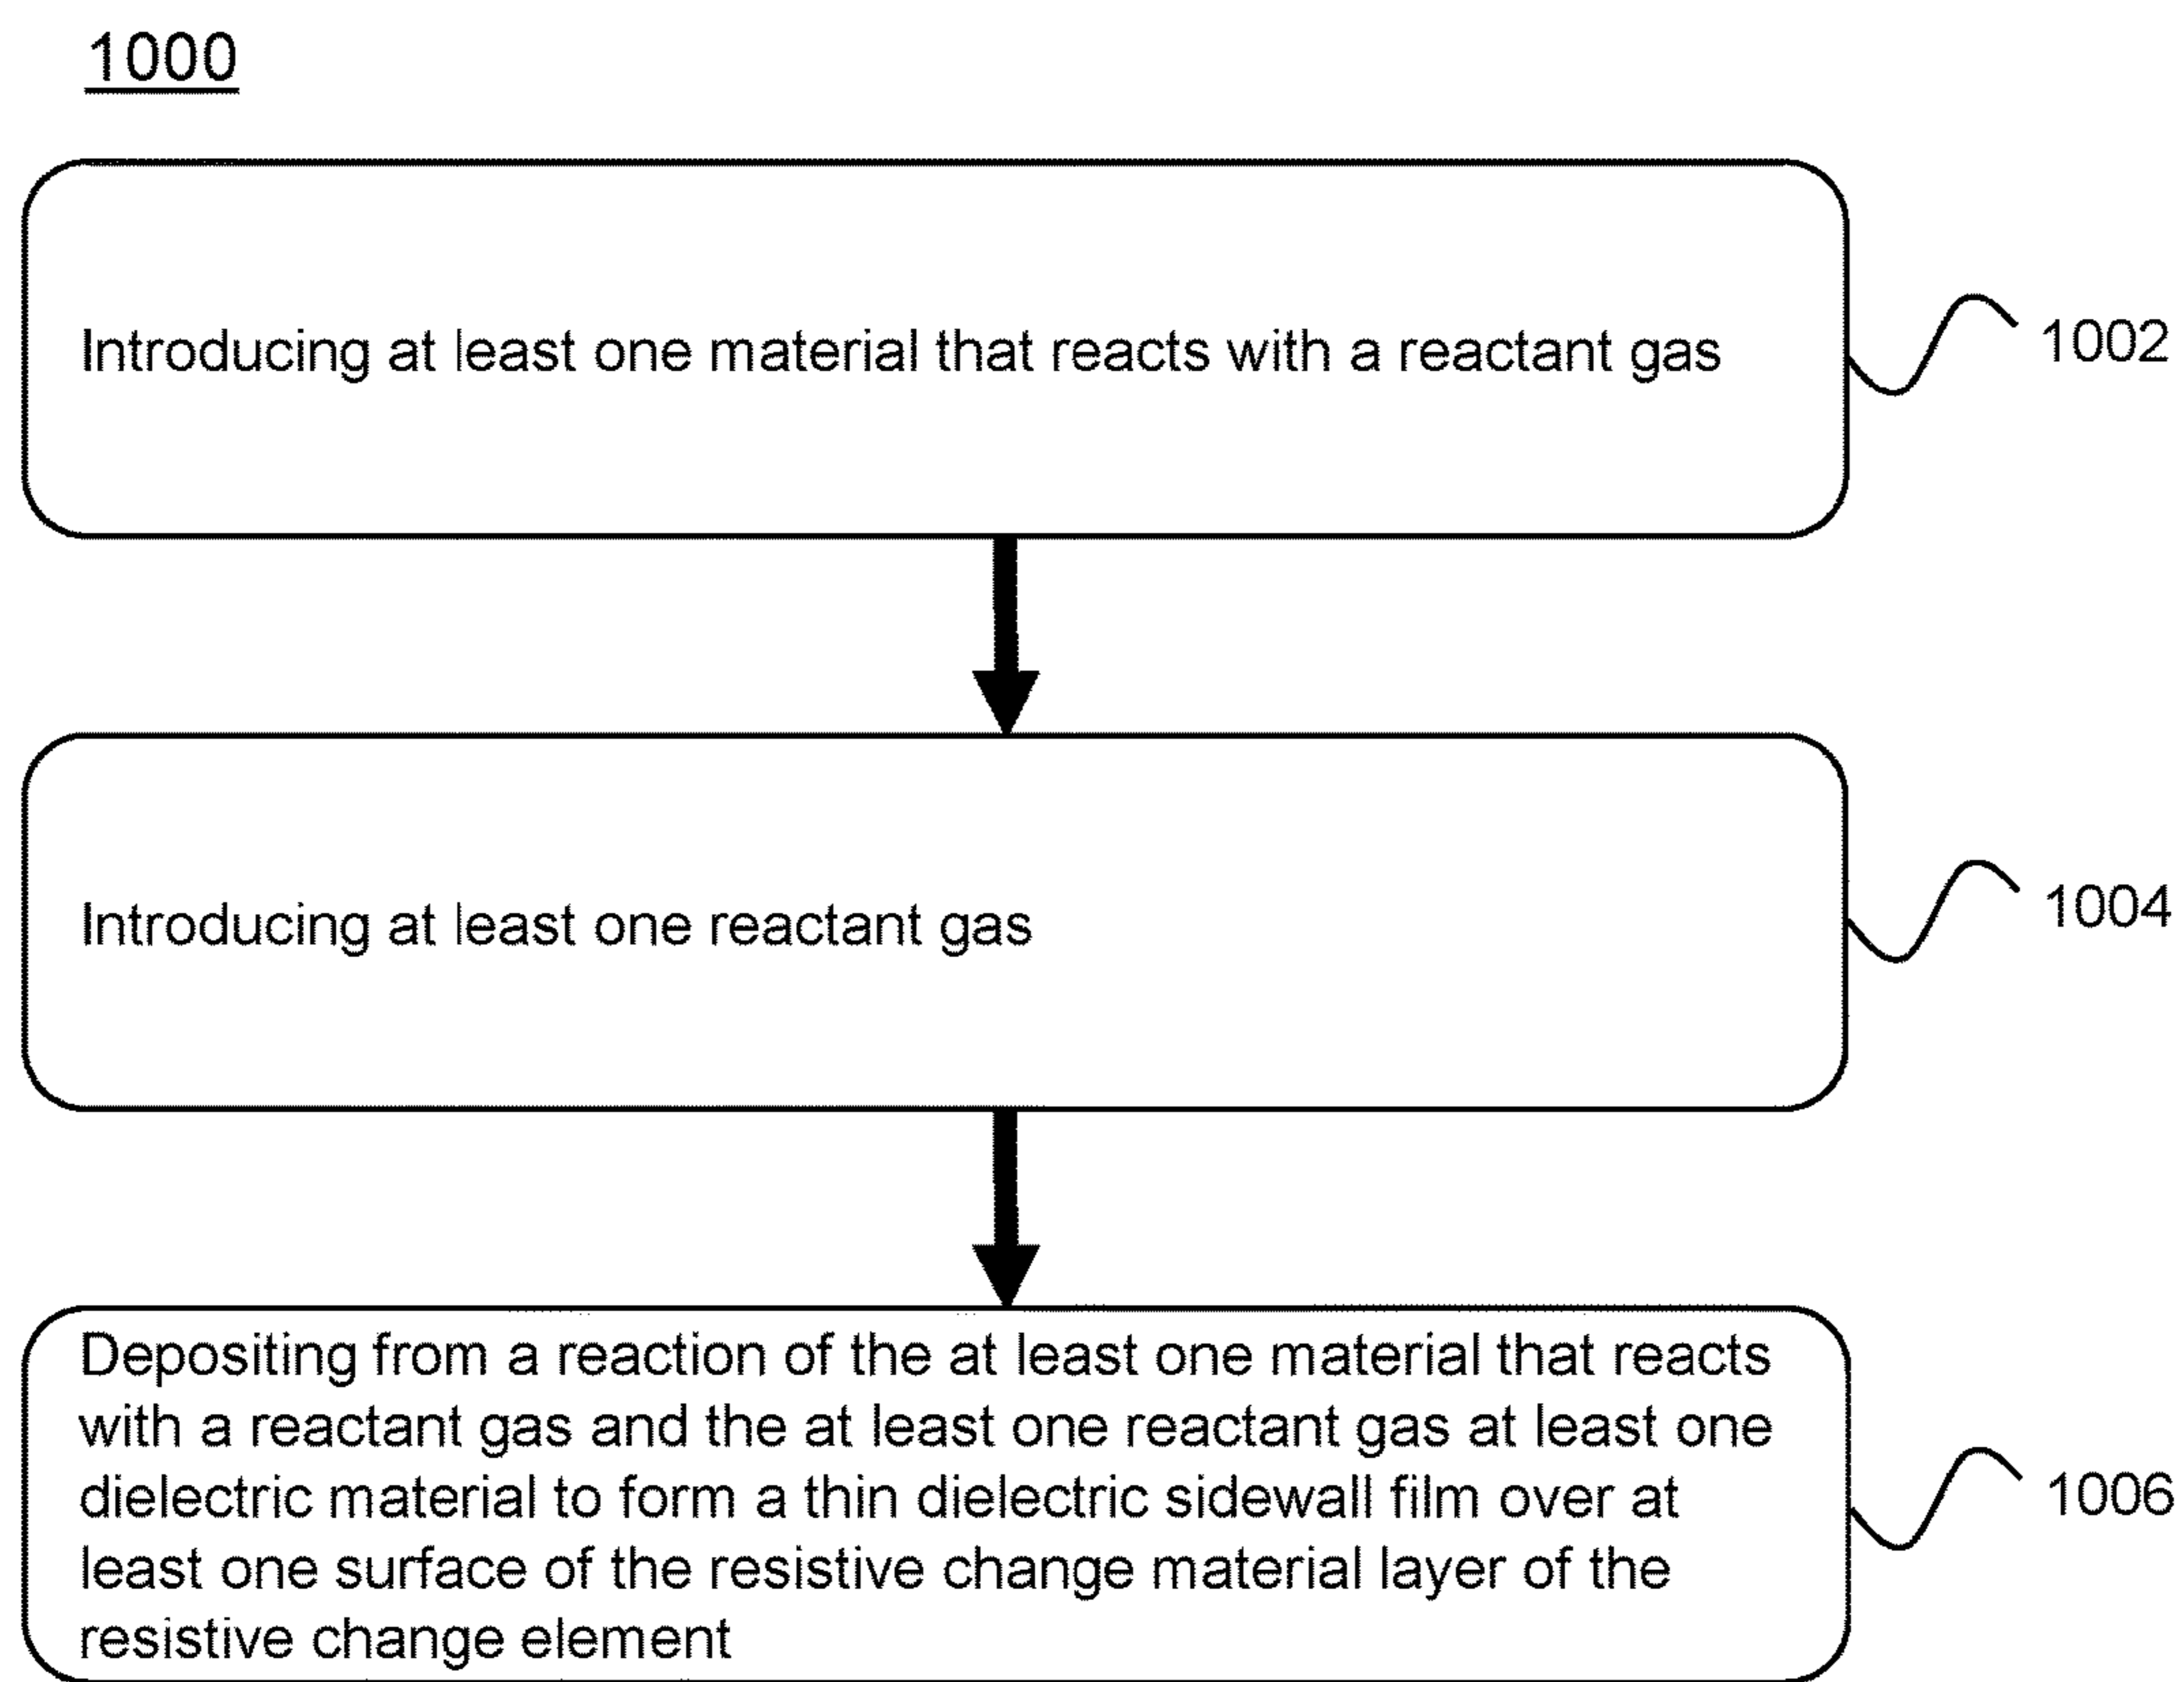 1000
Introducing at least one material that reacts with a reactant gas
1002
Introducing at least one reactant gas
1004
Depositing from a reaction of the at least one material that reacts
with a reactant gas and the at least one reactant gas at least one
dielectric material to form a thin dielectric sidewall film over at
least one surface of the resistive change material layer of the
resistive change element
1006